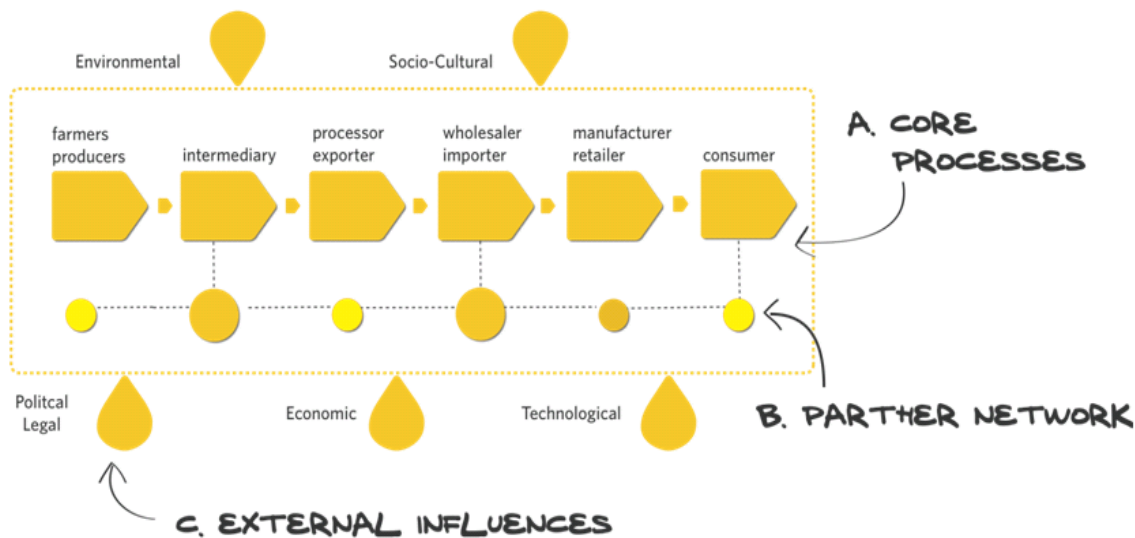 Environmental
Socio-Cultural
farmers
producers
intermediary
processor
exporter
wholesaler
importer
manufacturer
retailer
consumer
A. CORE
PROCESSES
Politcal
Legal
Economic
Technological
B. PARTHER NETWORK
C. EXTERNAL INFLUENCES